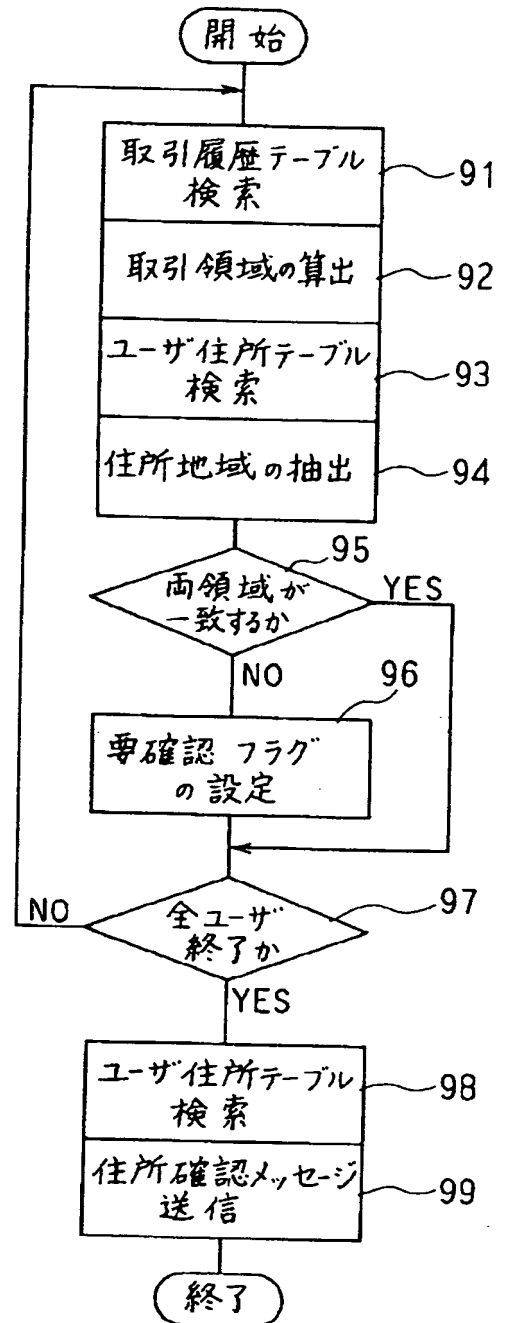 開始
取引履歴テーブル
検索
91
取引領域の算出
92
ユーザ住所テーブル
検索
93
住所地域の抽出
94
95
両領域が
一致するか
YES
NO
96
要確認フラグ
の設定
NO
97
全ユーザ
終了か
YES
ユーザ住所テーブル
検索
98
住所確認メッセージ
送信
99
終了